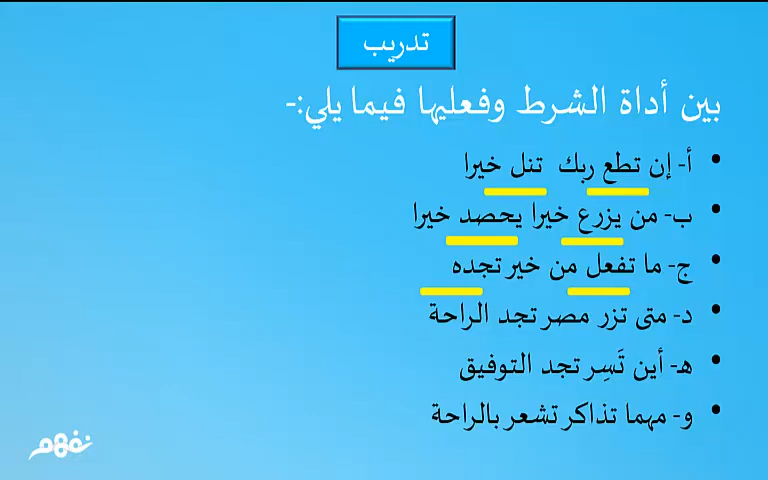 تدريب
بين أداة الشرط وفعليها فيما يلي:-
• أ- إن تطع ربك تنل خيرا
• ب- من يزرع خيرا يحصد خيرا
• ج- ما تفعل من خير تجده
• د- متى تزر مصر تجد الراحة
• هـ- أين تَسِر تجد التوفيق
• و- مهما تذاكر تشعر بالراحة
نفهم